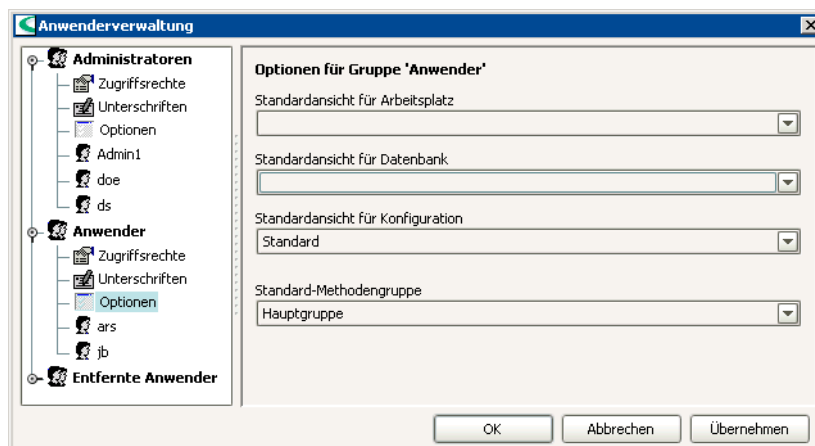 Anwenderverwaltung
Administratoren
Zugriffsrechte
Unterschriften
Optionen
Admin1
doe
ds
Anwender
Zugriffsrechte
Unterschriften
Optionen
ars
jb
Entfernte Anwender
Optionen für Gruppe 'Anwender'
Standardansicht für Arbeitsplatz
Standardansicht für Datenbank
Standardansicht für Konfiguration
Standard
Standard-Methodengruppe
Hauptgruppe
OK
Abbrechen
Übernehmen